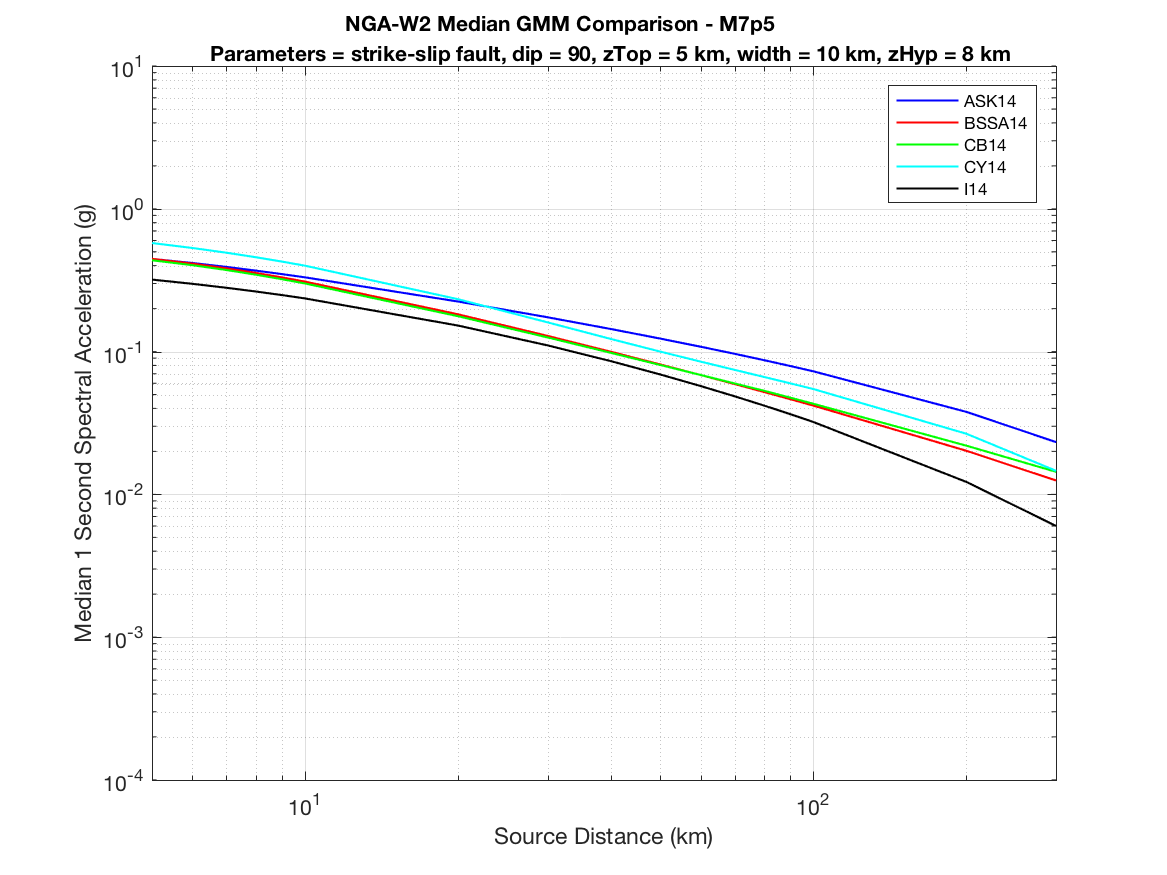 NGA-W2 Median GMM Comparison - M7p5
Parameters = strike-slip fault, dip = 90, zTop = 5 km, width = 10 km, zHyp = 8 km
10^1
10^0
10^-1
10^-2
10^-3
10^-4
Median 1 Second Spectral Acceleration (g)
ASK14
BSSA14
CB14
CY14
I14
10^1
10^2
Source Distance (km)